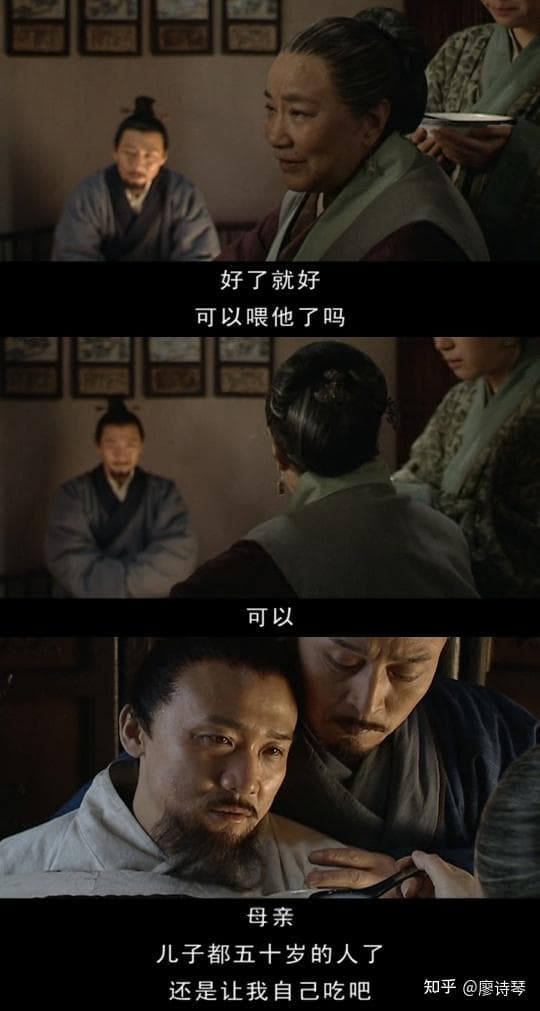 好了就好
可以喂他了吗
可以
母亲
儿子都五十岁的人了
还是让我自己吃吧
知乎 @廖诗琴